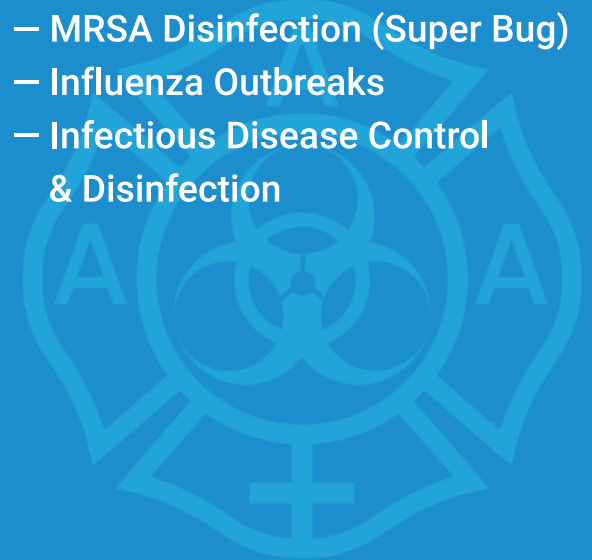 — MRSA Disinfection (Super Bug)
— Influenza Outbreaks
— Infectious Disease Control
& Disinfection
A
A
A